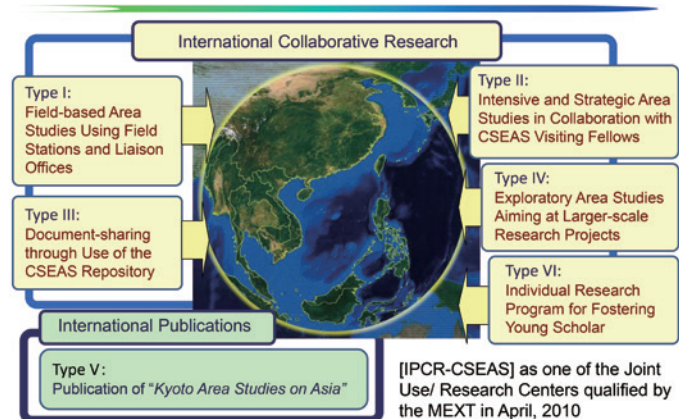 International Collaborative Research
Type I:
Field-based Area
Studies Using Field
Stations and Liaison
Offices
Type II:
Intensive and Strategic Area
Studies in Collaboration with
CSEAS Visiting Fellows
Type III:
Document-sharing
through Use of the
CSEAS Repository
Type IV:
Exploratory Area Studies
Aiming at Larger-scale
Research Projects
Type VI:
Individual Research
Program for Fostering
Young Scholar
International Publications
Type V:
Publication of “Kyoto Area Studies on Asia”
[IPCR-CSEAS] as one of the Joint
Use/ Research Centers qualified by
the MEXT in April, 2010